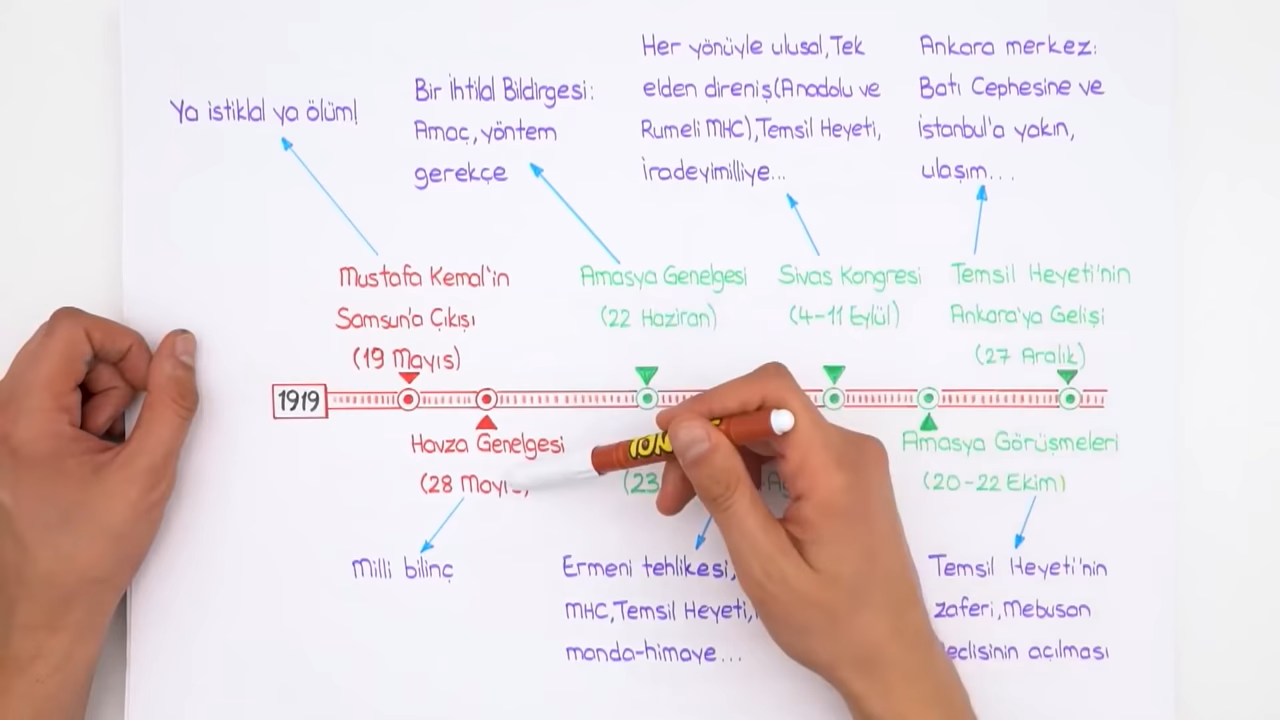 Ya istiklal ya ölüm!
Bir İhtilal Bildirgesi:
Amaç, yöntem
gerekçe
Her yönüyle ulusal, Tek
elden direniş(Anadolu ve
Rumeli MHC), Temsil Heyeti,
iradeyimilliye...
Ankara merkez:
Batı Cephesine ve
İstanbul'a yakın,
ulaşım...
Mustafa Kemal'in
Samsun'a Çıkışı
(19 Mayıs)
Amasya Genelgesi
(22 Haziran)
Sivas Kongresi
(4-11 Eylül)
Temsil Heyeti'nin
Ankara'ya Gelişi
(27 Aralık)
1919
Havza Genelgesi
(28 Mayıs)
(23
Amasya Görüşmeleri
(20-22 Ekim)
Milli bilinç
Ermeni tehlikesi,
MHC, Temsil Heyeti,
manda-himaye...
Temsil Heyeti'nin
zaferi, Mebusan
Meclisinin açılması